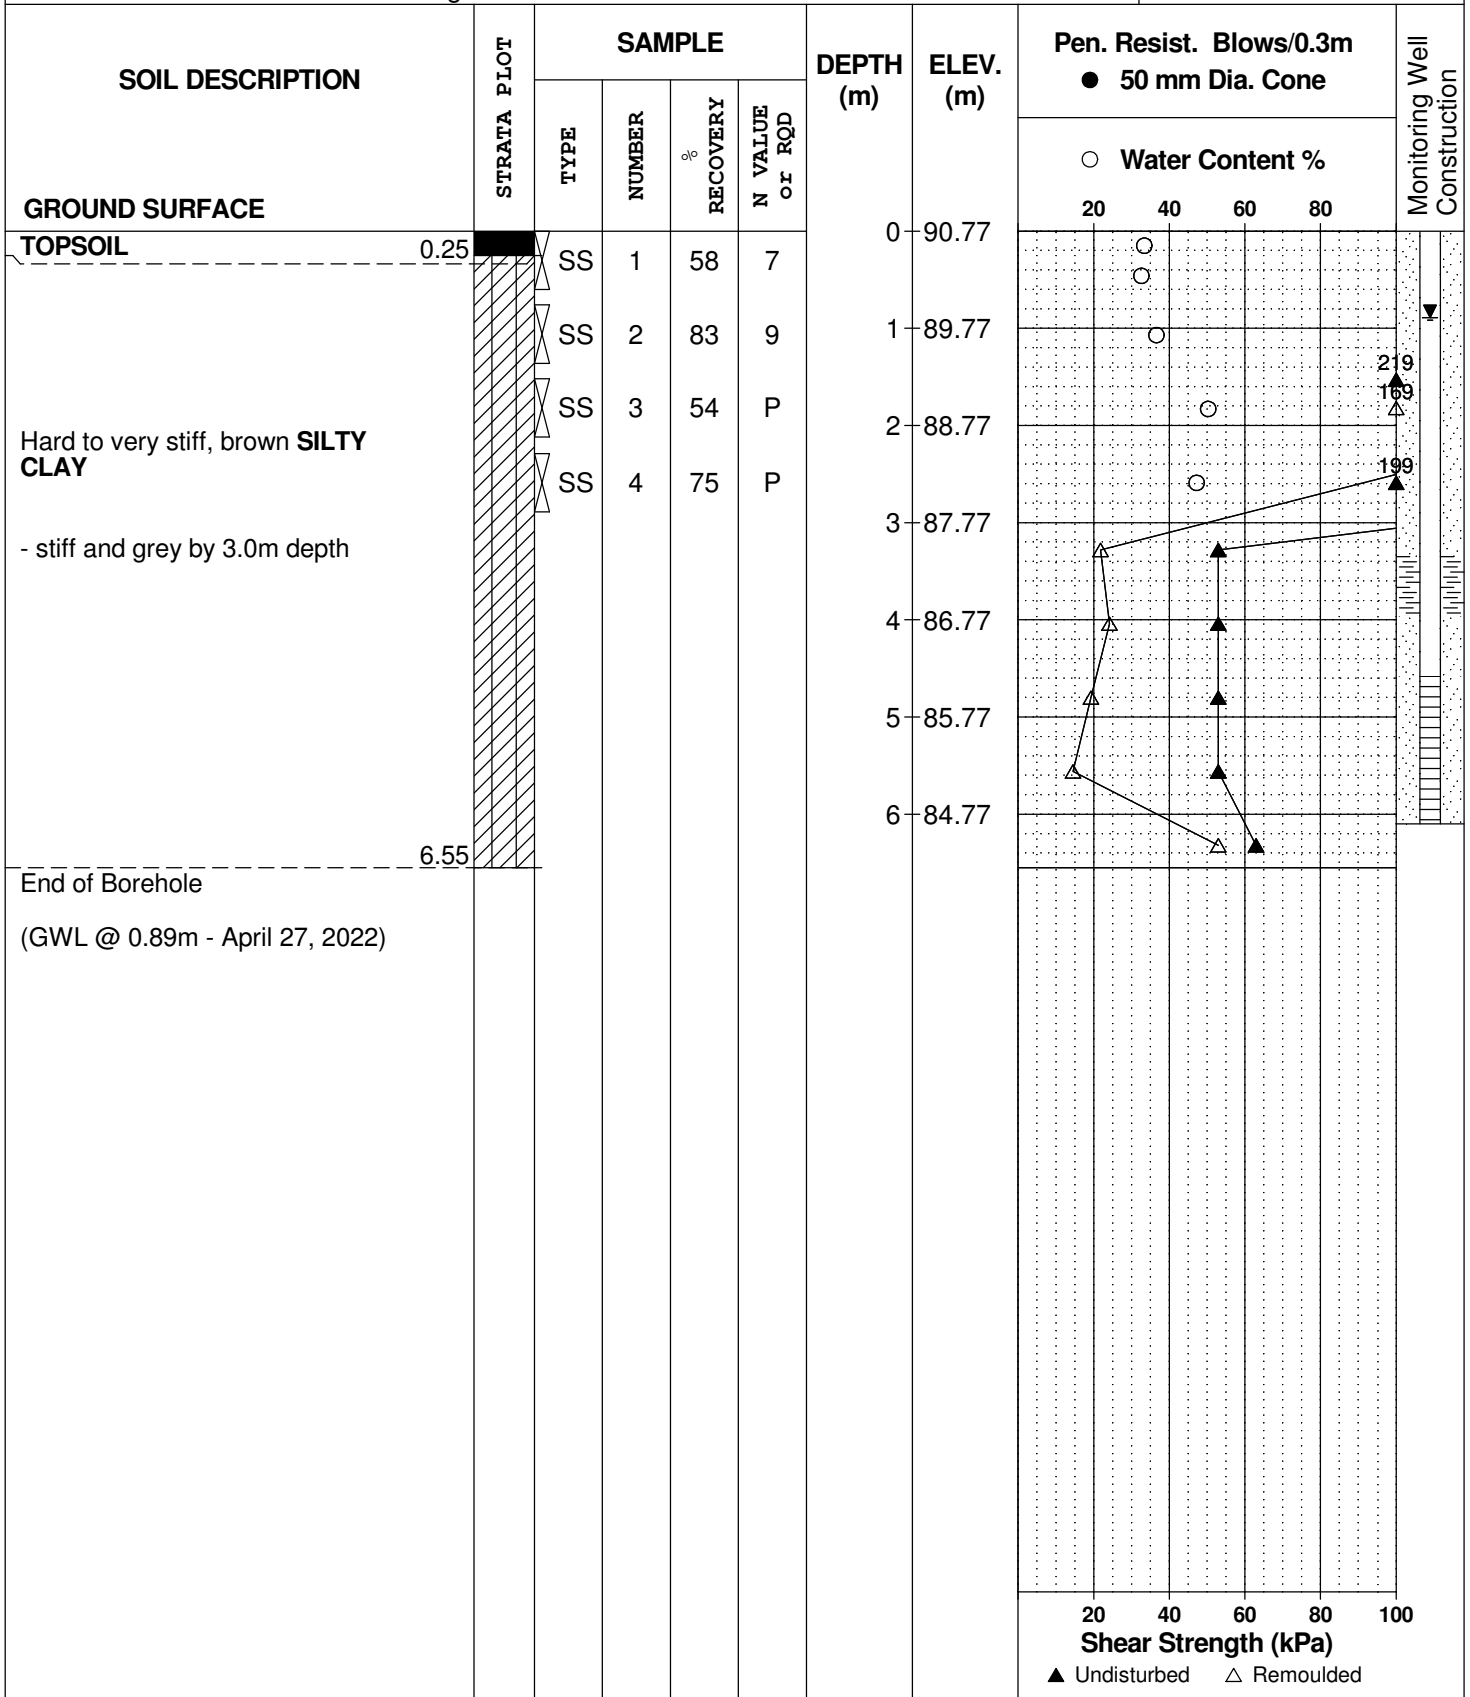 SOIL DESCRIPTION
GROUND SURFACE
STRATA PLOT
SAMPLE
TYPE
NUMBER
% RECOVERY
N VALUE or RQD
DEPTH (m)
ELEV. (m)
Pen. Resist. Blows/0.3m
● 50 mm Dia. Cone
○ Water Content %
20 40 60 80
Monitoring Well Construction
TOPSOIL 0.25
SS 1 58 7
SS 2 83 9
SS 3 54 P
SS 4 75 P
Hard to very stiff, brown SILTY
CLAY
- stiff and grey by 3.0m depth
6.55
End of Borehole
(GWL @ 0.89m - April 27, 2022)
0 90.77
1 89.77
2 88.77
3 87.77
4 86.77
5 85.77
6 84.77
219
169
199
20 40 60 80 100
Shear Strength (kPa)
▲ Undisturbed △ Remoulded